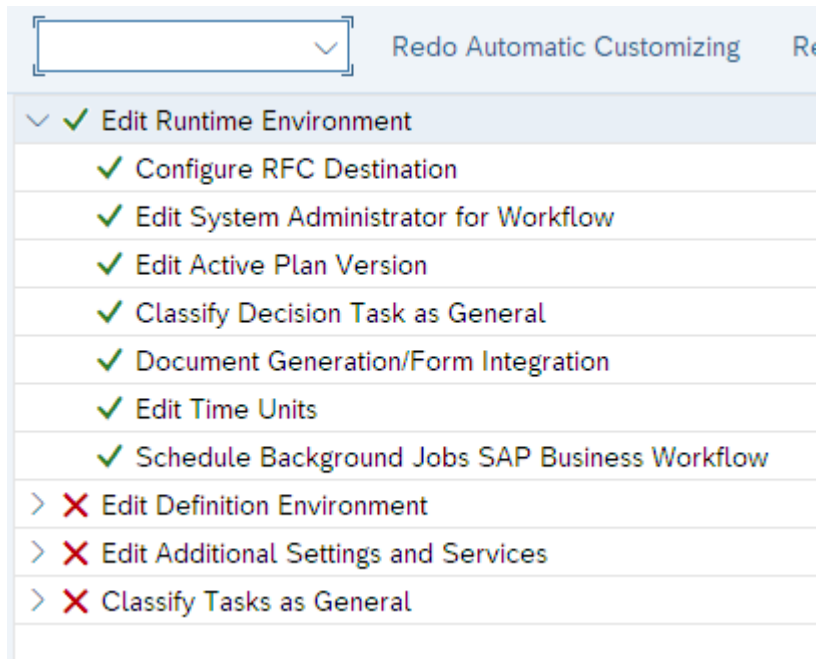 Redo Automatic Customizing Re
Edit Runtime Environment
Configure RFC Destination
Edit System Administrator for Workflow
Edit Active Plan Version
Classify Decision Task as General
Document Generation/Form Integration
Edit Time Units
Schedule Background Jobs SAP Business Workflow
Edit Definition Environment
Edit Additional Settings and Services
Classify Tasks as General